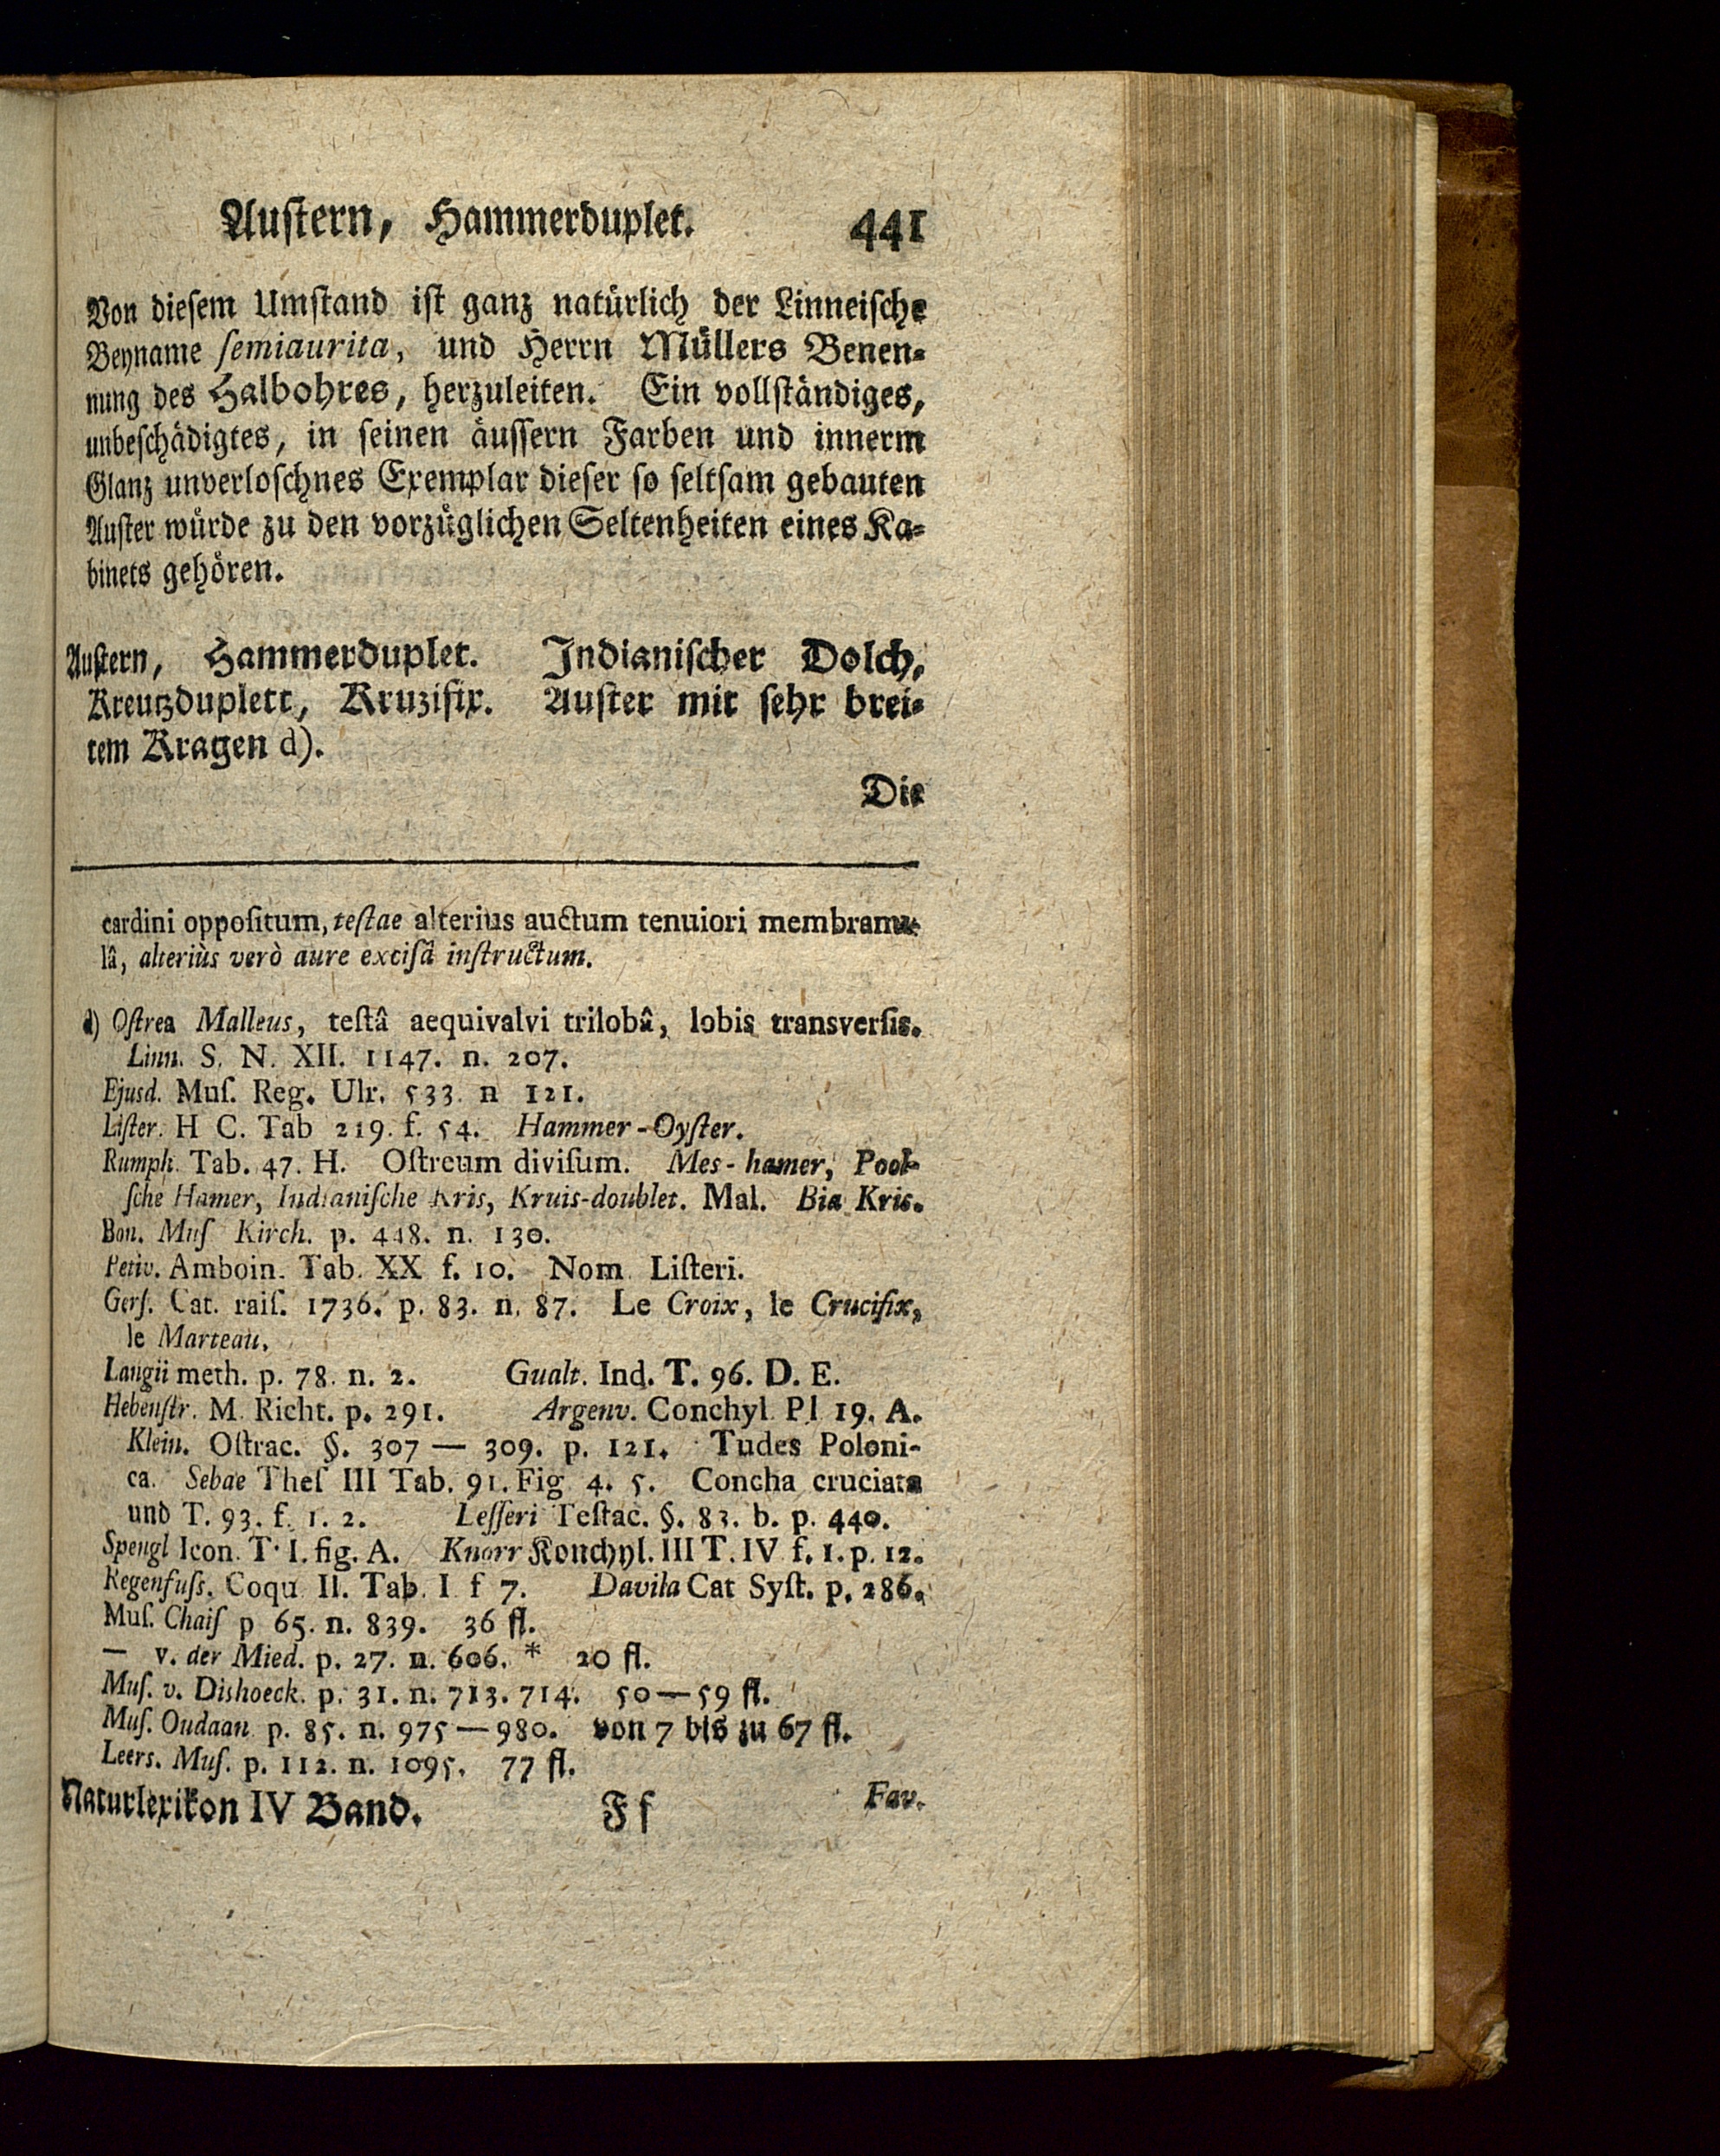 Austern, Hammerduplet. 441
Von diesem Umstand ist ganz natürlich der Linneische
Beyname ſemiaurita, und Herrn Müllers Benen-
nung des Halbohres, herzuleiten. Ein vollständiges,
unbeschädigtes, in seinen äussern Farben und innerm
Glanz unverloschnes Exemplar dieser so seltsam gebauten
Auster würde zu den vorzüglichen Seltenheiten eines Ka-
binets gehören.
Austern, Hammerduplet. Indianischer Dolch,
Kreutzduplett, Kruzifix. Auster mit sehr brei-
tem Kragen d).
Die
cardini oppoſitum, teſtae alterius auctum tenuiori membranu-
lâ, alteriùs verò aure exciſâ inſtructum.
d) Oſtrea Malleus, teſtâ aequivalvi trilobâ, lobis transverſis.
Linn. S. N. XII. 1147. n. 207.
Ejusd. Muſ. Reg. Ulr. 533. n 121.
Liſter. H C. Tab 219. f. 54. Hammer-Oyſter.
Rumph. Tab. 47. H. Oſtreum diviſum. Mes-hamer, Pool-
ſche Hamer, Indianiſche Kris, Kruis-doublet. Mal. Bia Kris.
Bon. Muſ Kirch. p. 448. n. 130.
Petiv. Amboin. Tab. XX f. 10. Nom. Liſteri.
Gerſ. Cat. raiſ. 1736. p. 83. n. 87. Le Croix, le Crucifix,
le Marteau.
Langii meth. p. 78. n. 2. Gualt. Ind. T. 96. D. E.
Hebenſtr. M. Richt. p. 291. Argenv. Conchyl. Pl 19. A.
Klein. Oſtrac. §. 307 — 309. p. 121. Tudes Poloni-
ca. Sebae Theſ III Tab. 91. Fig 4. 5. Concha cruciata
und T. 93. f. 1. 2. Leſſeri Teſtac. §. 83. b. p. 440.
Spengl Icon. T. I. fig. A. Knorr Konchyl. III T. IV f. 1. p. 12.
Regenfuſs. Coqu II. Tab. I f 7. Davila Cat Syſt. p. 286.
Muſ. Chaiſ p 65. n. 839. 36 fl.
— v. der Mied. p. 27. n. 606. * 20 fl.
Muſ. v. Dishoeck. p. 31. n. 713. 714. 50—59 fl.
Muſ. Oudaan p. 85. n. 975—980. von 7 bis zu 67 fl.
Leers. Muſ. p. 112. n. 1095. 77 fl.
Naturlexikon IV Band. Ff Fav.